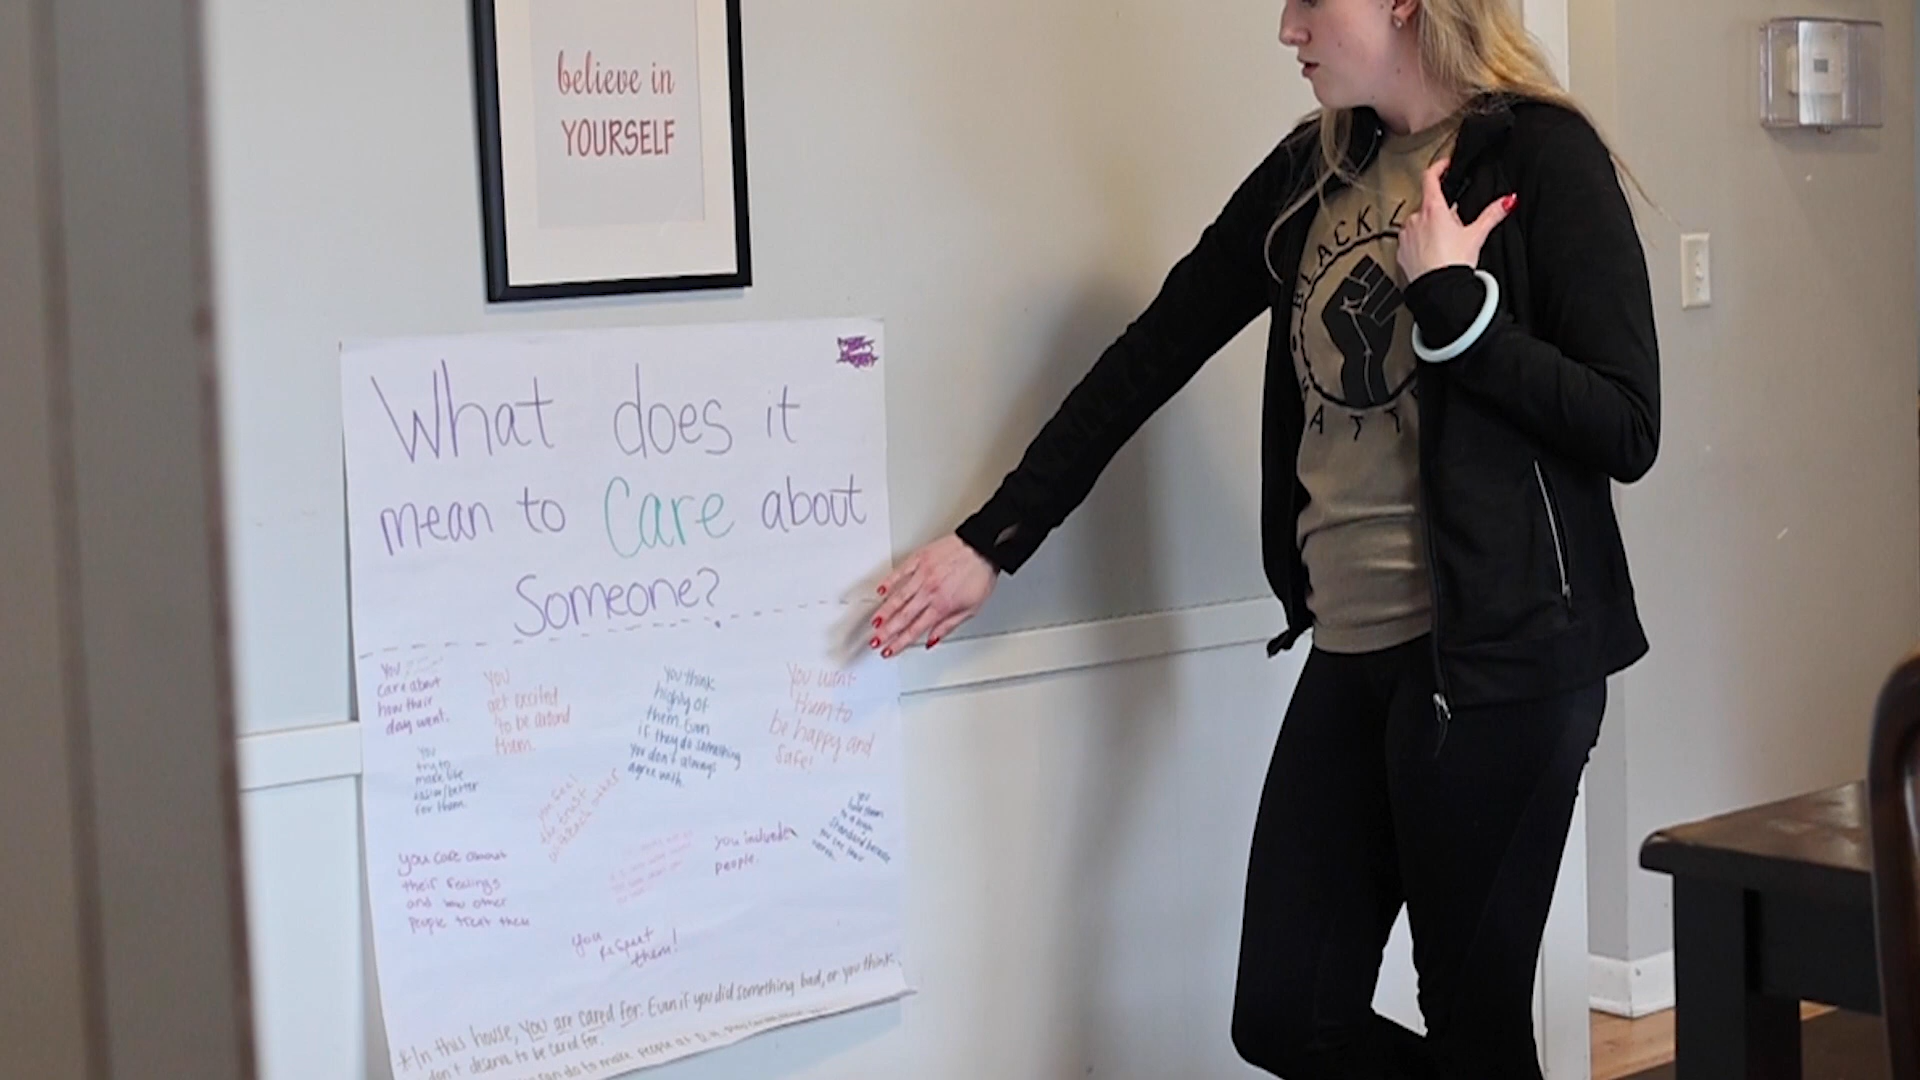 believe in
YOURSELF
What does it
mean to Care about
Someone?
You
care about
how their
day went.
You
get excited
to be around
them.
You think
highly of
them. Even
if they do something
you don't always
agree with.
You want
them to
be happy and
safe!
You
try to
make life
easier/better
for them.
you care about
their feelings
and how other
people treat them
you include
people.
you
respect
them!
*In this house, you are cared for. Even if you did something bad, or you think
don't deserve to be cared for.
BLACK L
ATT